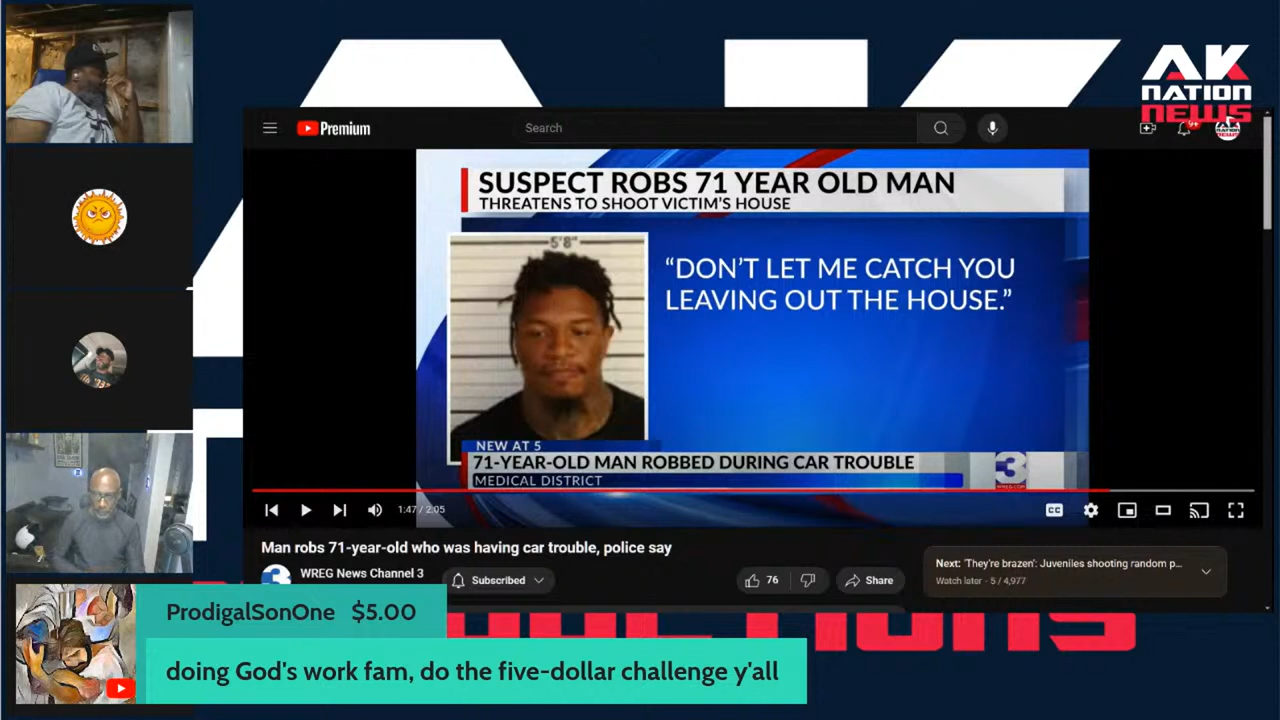 AK
NATION
NEWS
Premium
Search
9+
SUSPECT ROBS 71 YEAR OLD MAN
THREATENS TO SHOOT VICTIM'S HOUSE
5'8"
“DON’T LET ME CATCH YOU
LEAVING OUT THE HOUSE.”
NEW AT 5
71-YEAR-OLD MAN ROBBED DURING CAR TROUBLE
MEDICAL DISTRICT
3
WREG.COM
1:47 / 2:05
CC
Man robs 71-year-old who was having car trouble, police say
WREG News Channel 3
Subscribed
76
Share
Next: 'They're brazen': Juveniles shooting random p...
Watch later - 5 / 4,977
ProdigalSonOne $5.00
doing God's work fam, do the five-dollar challenge y'all